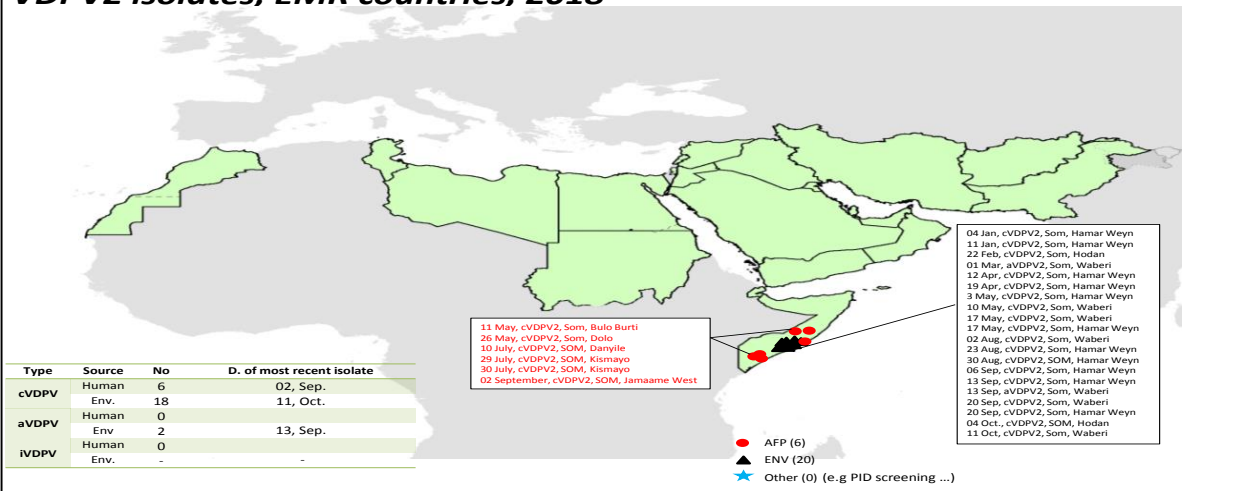 VDPV2 isolates, EMR countries, 2018
04 Jan, cVDPV2, Som, Hamar Weyn
11 Jan, cVDPV2, Som, Hamar Weyn
22 Feb, cVDPV2, Som, Hodan
01 Mar, aVDPV2, Som, Waberi
12 Apr, cVDPV2, Som, Hamar Weyn
19 Apr, cVDPV2, Som, Hamar Weyn
3 May, cVDPV2, Som, Hamar Weyn
10 May, cVDPV2, Som, Waberi
17 May, cVDPV2, Som, Waberi
17 May, cVDPV2, Som, Hamar Weyn
02 Aug, cVDPV2, Som, Waberi
23 Aug, cVDPV2, Som, Hamar Weyn
30 Aug, cVDPV2, SOM, Hamar Weyn
06 Sep, cVDPV2, Som, Hamar Weyn
13 Sep, cVDPV2, Som, Hamar Weyn
13 Sep, aVDPV2, Som, Waberi
20 Sep, cVDPV2, Som, Waberi
20 Sep, cVDPV2, Som, Hamar Weyn
04 Oct., cVDPV2, SOM, Hodan
11 Oct, cVDPV2, Som, Waberi
11 May, cVDPV2, Som, Bulo Burti
26 May, cVDPV2, Som, Dolo
10 July, cVDPV2, SOM, Danyile
29 July, cVDPV2, SOM, Kismayo
30 July, cVDPV2, SOM, Kismayo
02 September, cVDPV2, SOM, Jamaame West
Type Source No D. of most recent isolate
cVDPV Human 6 02, Sep.
Env. 18 11, Oct.
aVDPV Human 0
Env 2 13, Sep.
iVDPV Human 0
Env. - -
AFP (6)
ENV (20)
Other (0) (e.g PID screening ...)